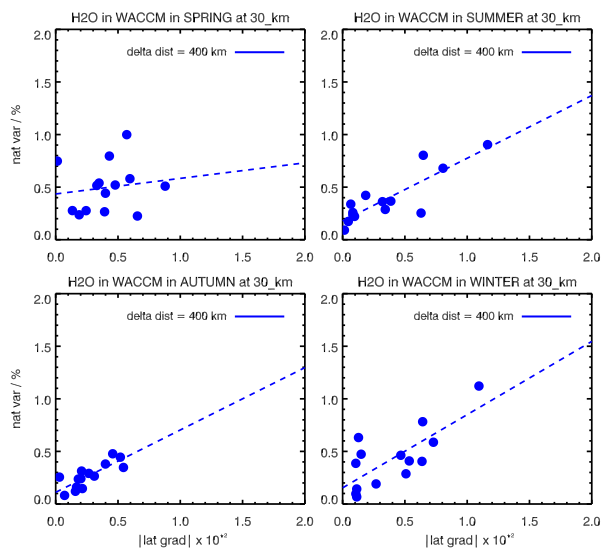 H2O in WACCM in SPRING at 30_km
H2O in WACCM in SUMMER at 30_km
2.0
delta dist = 400 km
1.5
1.0
0.5
0.0
nat var / %
0.0 0.5 1.0 1.5 2.0
2.0
delta dist = 400 km
1.5
1.0
0.5
0.0
0.0 0.5 1.0 1.5 2.0
H2O in WACCM in AUTUMN at 30_km
H2O in WACCM in WINTER at 30_km
2.0
delta dist = 400 km
1.5
1.0
0.5
0.0
nat var / %
0.0 0.5 1.0 1.5 2.0
|lat grad| x 10*²
2.0
delta dist = 400 km
1.5
1.0
0.5
0.0
0.0 0.5 1.0 1.5 2.0
|lat grad| x 10*²